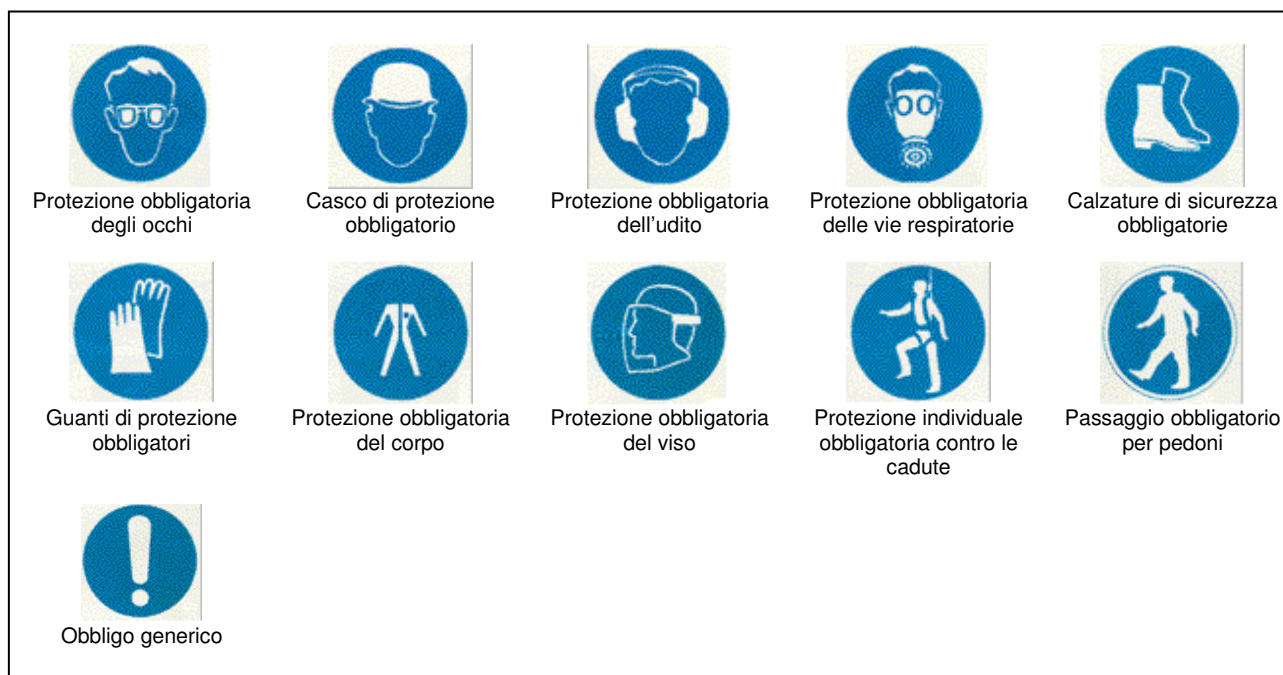 Protezione obbligatoria
degli occhi
Casco di protezione
obbligatorio
Protezione obbligatoria
dell'udito
Protezione obbligatoria
delle vie respiratorie
Calzature di sicurezza
obbligatorie
Guanti di protezione
obbligatori
Protezione obbligatoria
del corpo
Protezione obbligatoria
del viso
Protezione individuale
obbligatoria contro le
cadute
Passaggio obbligatorio
per pedoni
Obbligo generico